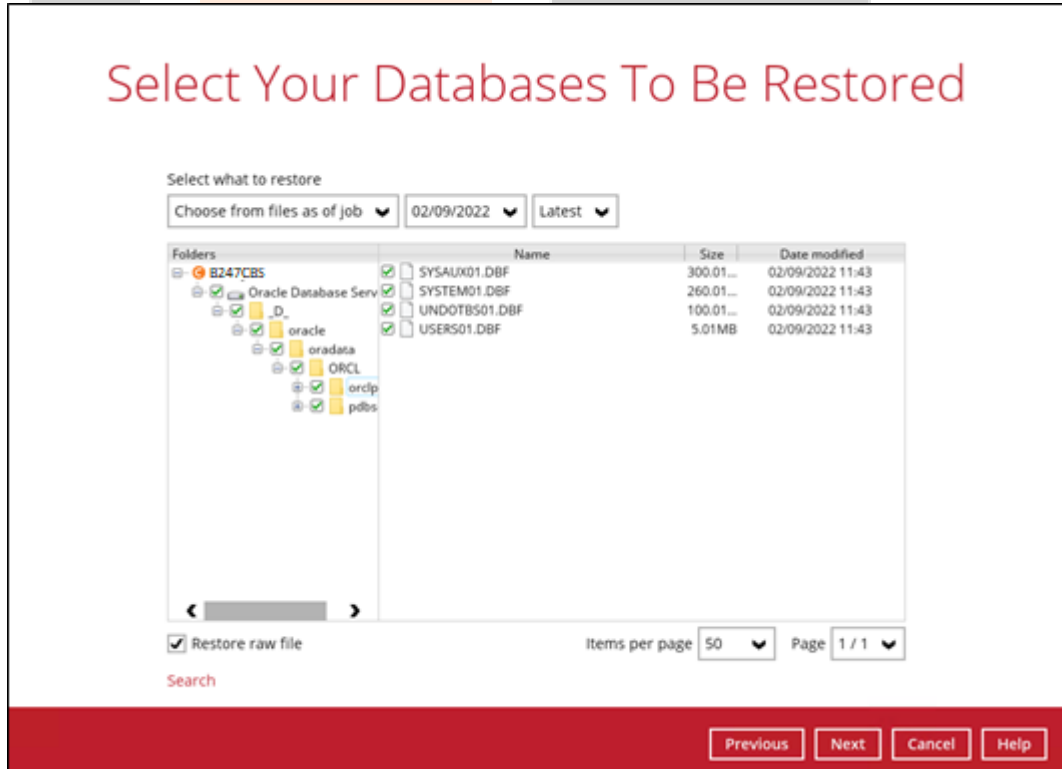 Select Your Databases To Be Restored
Select what to restore
Choose from files as of job 02/09/2022 Latest
Folders Name Size Date modified
B247CBS SYSAUX01.DBF 300.01... 02/09/2022 11:43
Oracle Database Serv SYSTEM01.DBF 260.01... 02/09/2022 11:43
_D_ UNDOTBS01.DBF 100.01... 02/09/2022 11:43
oracle USERS01.DBF 5.01MB 02/09/2022 11:43
oradata
ORCL
orclp
pdbs
Restore raw file Items per page 50 Page 1 / 1
Search
Previous Next Cancel Help